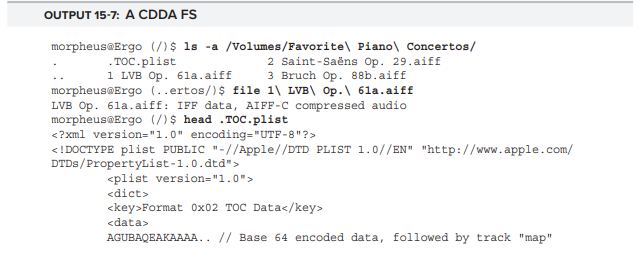 OUTPUT 15-7: A CDDA FS
morpheus@Ergo (/)$ ls -a /Volumes/Favorite\ Piano\ Concertos/
. .TOC.plist 2 Saint-Saëns Op. 29.aiff
.. 1 LVB Op. 61a.aiff 3 Bruch Op. 88b.aiff
morpheus@Ergo (..ertos/)$ file 1\ LVB\ Op.\ 61a.aiff
LVB Op. 61a.aiff: IFF data, AIFF-C compressed audio
morpheus@Ergo (/)$ head .TOC.plist
<?xml version="1.0" encoding="UTF-8"?>
<!DOCTYPE plist PUBLIC "-//Apple//DTD PLIST 1.0//EN" "http://www.apple.com/
DTDs/PropertyList-1.0.dtd">
<plist version="1.0">
<dict>
<key>Format 0x02 TOC Data</key>
<data>
AGUBAQEAKAAAA.. // Base 64 encoded data, followed by track "map"